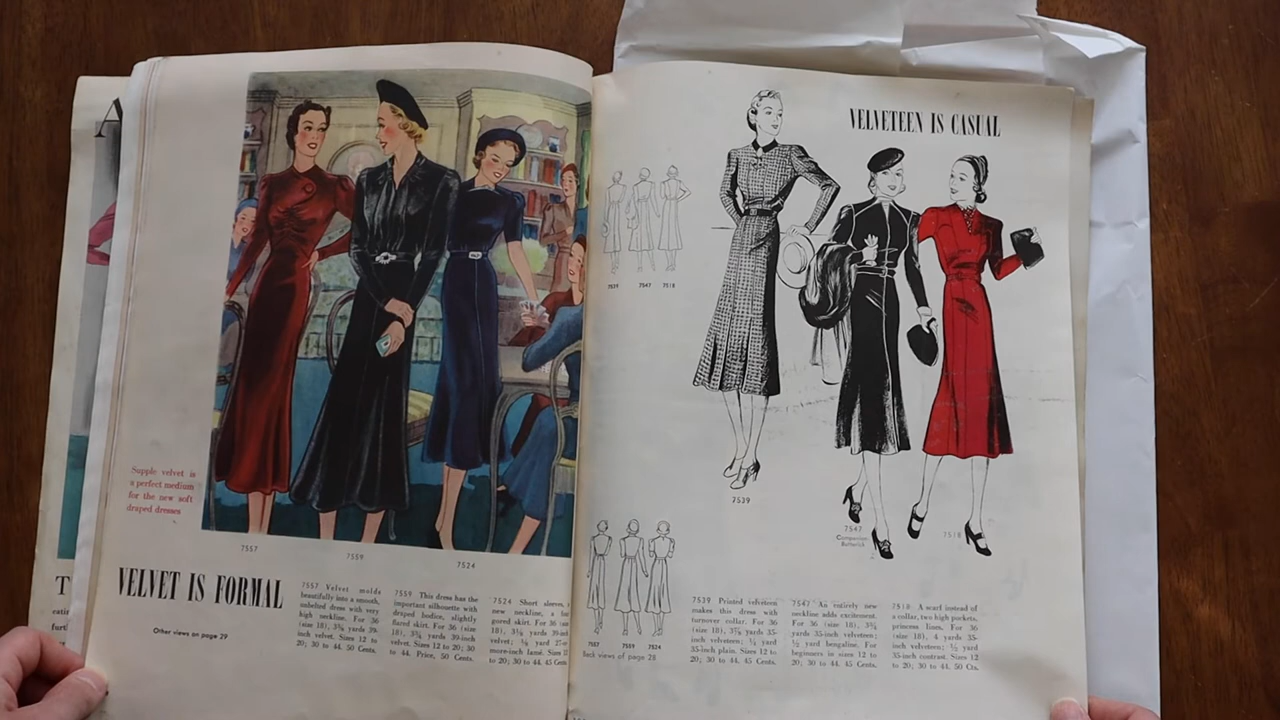 A
T
Supple velvet is
a perfect medium
for the new soft
draped dresses
7557
7559
7524
VELVET IS FORMAL
Other views on page 29
7557 Velvet molds
beautifully into a smooth,
unbelted dress with very
high neckline. For 36
(size 18), 3⅞ yards 39-
inch velvet. Sizes 12 to
20; 30 to 44. 50 Cents.
7559 This dress has the
important silhouette with
draped bodice, slightly
flared skirt. For 36 (size
18), 3¾ yards 39-inch
velvet. Sizes 12 to 20; 30
to 44. Price, 50 Cents.
7524 Short sleeves,
new neckline, a
gored skirt. For 36
18), 3⅜ yards 39-
velvet; ⅛ yard
more-inch lamé. Sizes
to 20; 30 to 44. 45 Cents
VELVETEEN IS CASUAL
7539
7547
7518
7539
7547
Companion
Butterick
7518
7557
7559
7524
Back views of page 28
7539 Printed velveteen
makes this dress with
turnover collar. For 36
(size 18), 3⅞ yards 35-
inch velveteen; ⅛ yard
35-inch plain. Sizes 12 to
20; 30 to 44. 45 Cents.
7547 An entirely new
neckline adds excitement.
For 36 (size 18), 3¾
yards 35-inch velveteen;
½ yard bengaline. For
beginners in sizes 12 to
20; 30 to 44. 45 Cents.
7518 A scarf instead of
a collar, two high pockets,
princess lines. For 36
(size 18), 4 yards 35-
inch velveteen; ½ yard
35-inch contrast. Sizes 12
to 20; 30 to 44. 50 Cts.